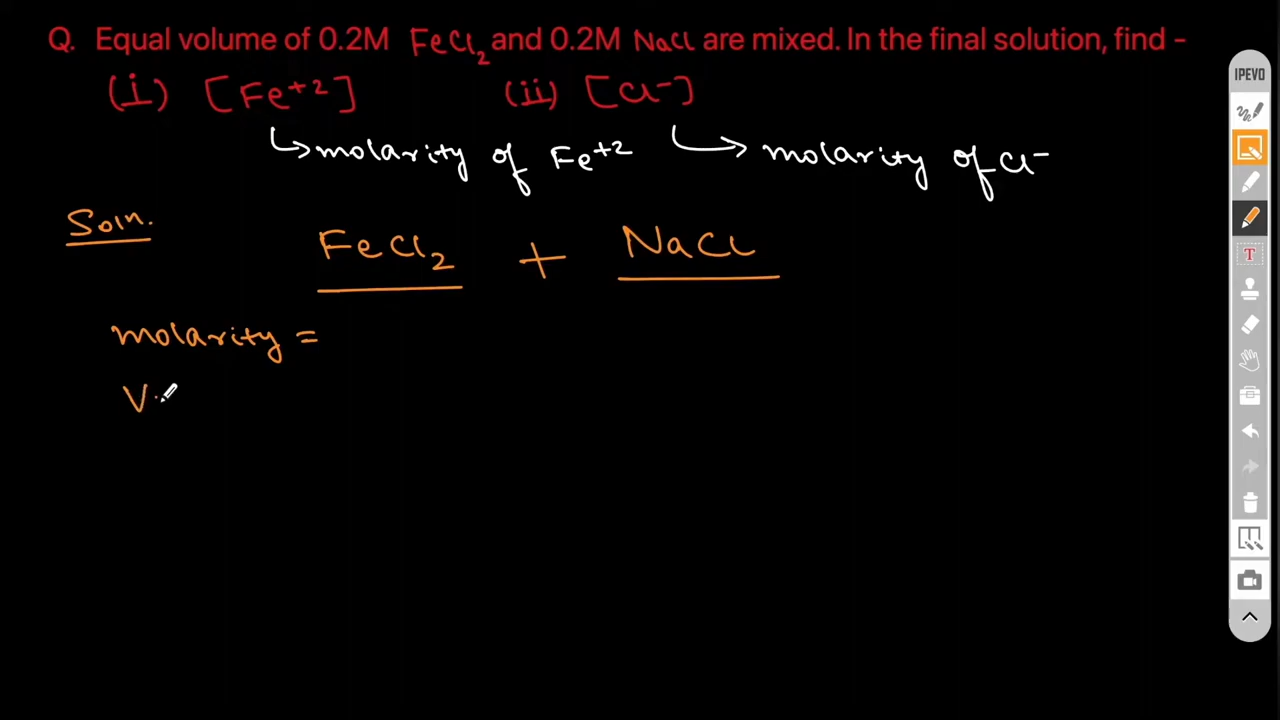 Q. Equal volume of 0.2M FeCl₂ and 0.2M NaCl are mixed. In the final solution, find -
(i) [Fe⁺²] (ii) [Cl⁻]
↳ molarity of Fe⁺² ↳ molarity of Cl⁻
Soln.
FeCl₂ + NaCl
molarity =
V
IPEVO
T